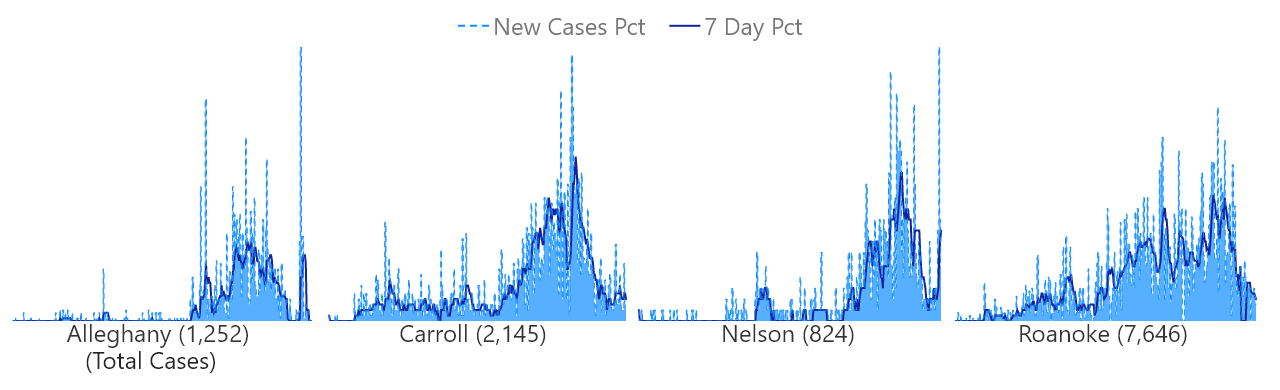 New Cases Pct 7 Day Pct
Alleghany (1,252) Carroll (2,145) Nelson (824) Roanoke (7,646)
(Total Cases)